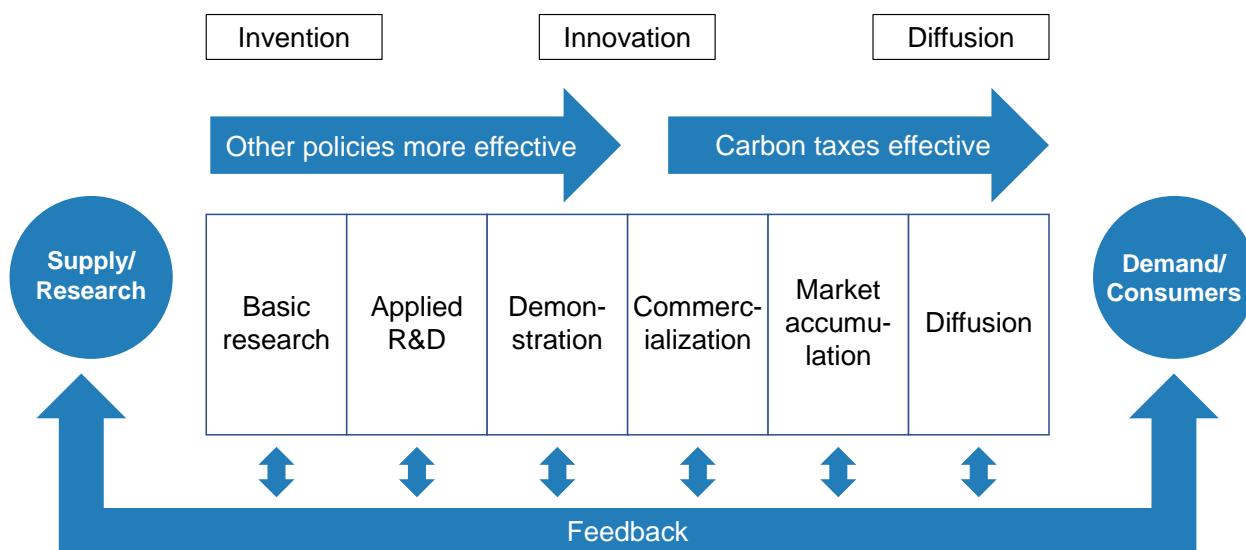 Invention
Innovation
Diffusion
Other policies more effective
Carbon taxes effective
Supply/
Research
Basic
research
Applied
R&D
Demon-
stration
Commerc-
ialization
Market
accumu-
lation
Diffusion
Demand/
Consumers
Feedback